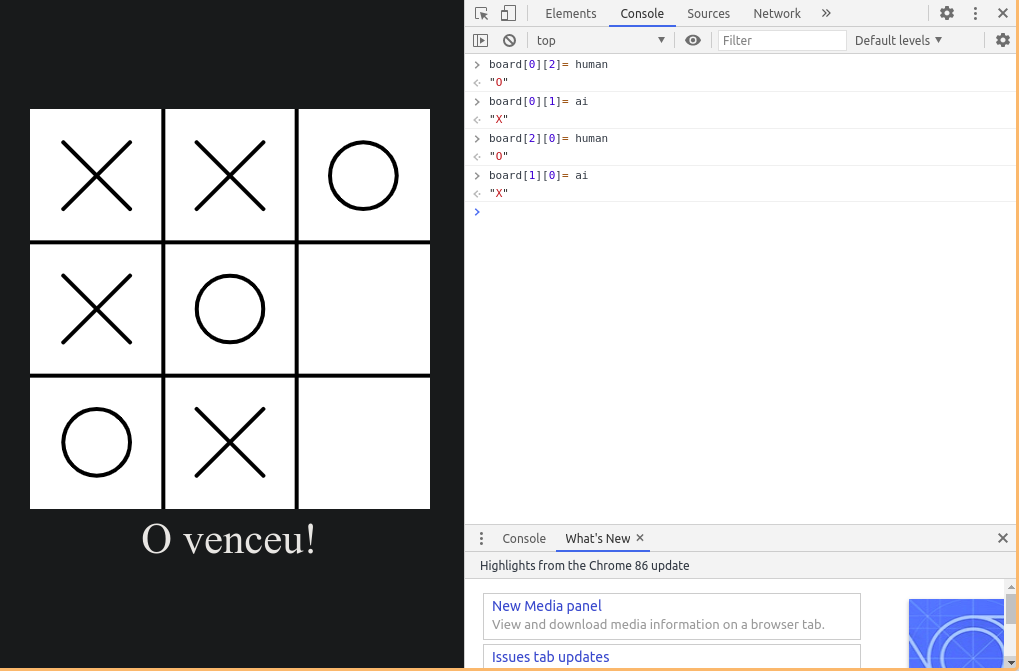 Elements Console Sources Network »
top Filter Default levels
board[0][2]= human
"O"
board[0][1]= ai
"X"
board[2][0]= human
"O"
board[1][0]= ai
"X"
O venceu!
Console What's New ×
Highlights from the Chrome 86 update
New Media panel
View and download media information on a browser tab.
Issues tab updates